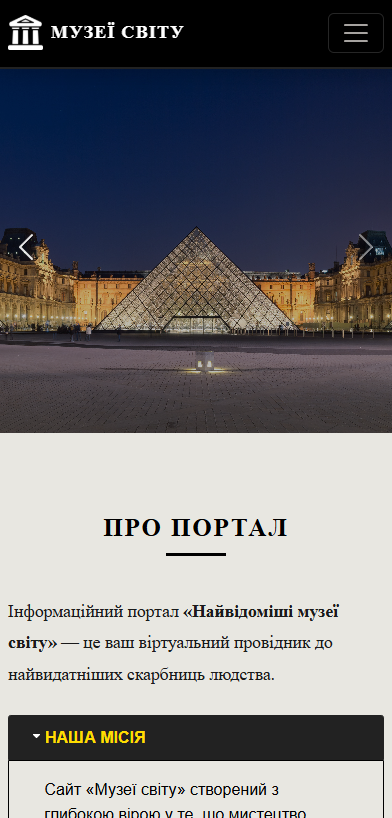 МУЗЕЇ СВІТУ
ПРО ПОРТАЛ
Інформаційний портал «Найвідоміші музеї
світу» — це ваш віртуальний провідник до
найвидатніших скарбниць людства.
НАША МІСІЯ
Сайт «Музеї світу» створений з
глибокою вірою у те, що мистецтво